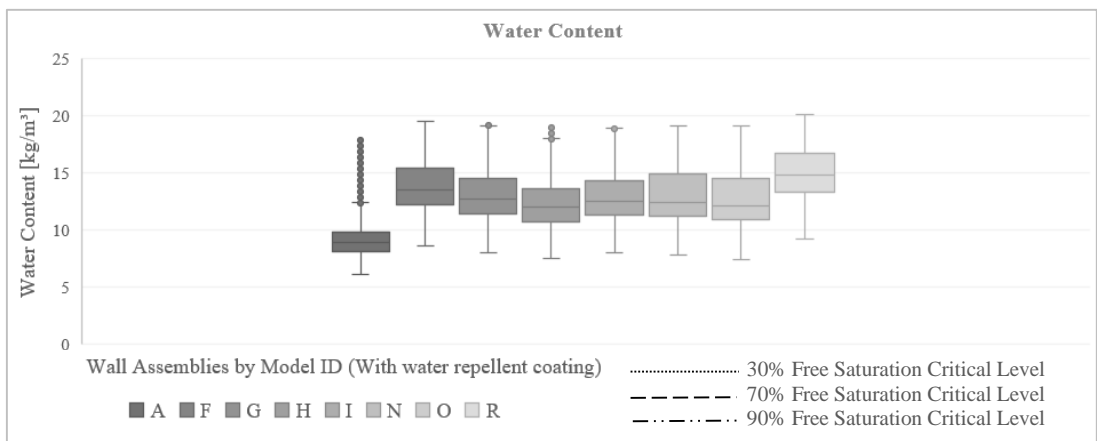 Water Content
25
20
15
10
5
0
Water Content [kg/m³]
Wall Assemblies by Model ID (With water repellent coating)
A F G H I N O R
30% Free Saturation Critical Level
70% Free Saturation Critical Level
90% Free Saturation Critical Level